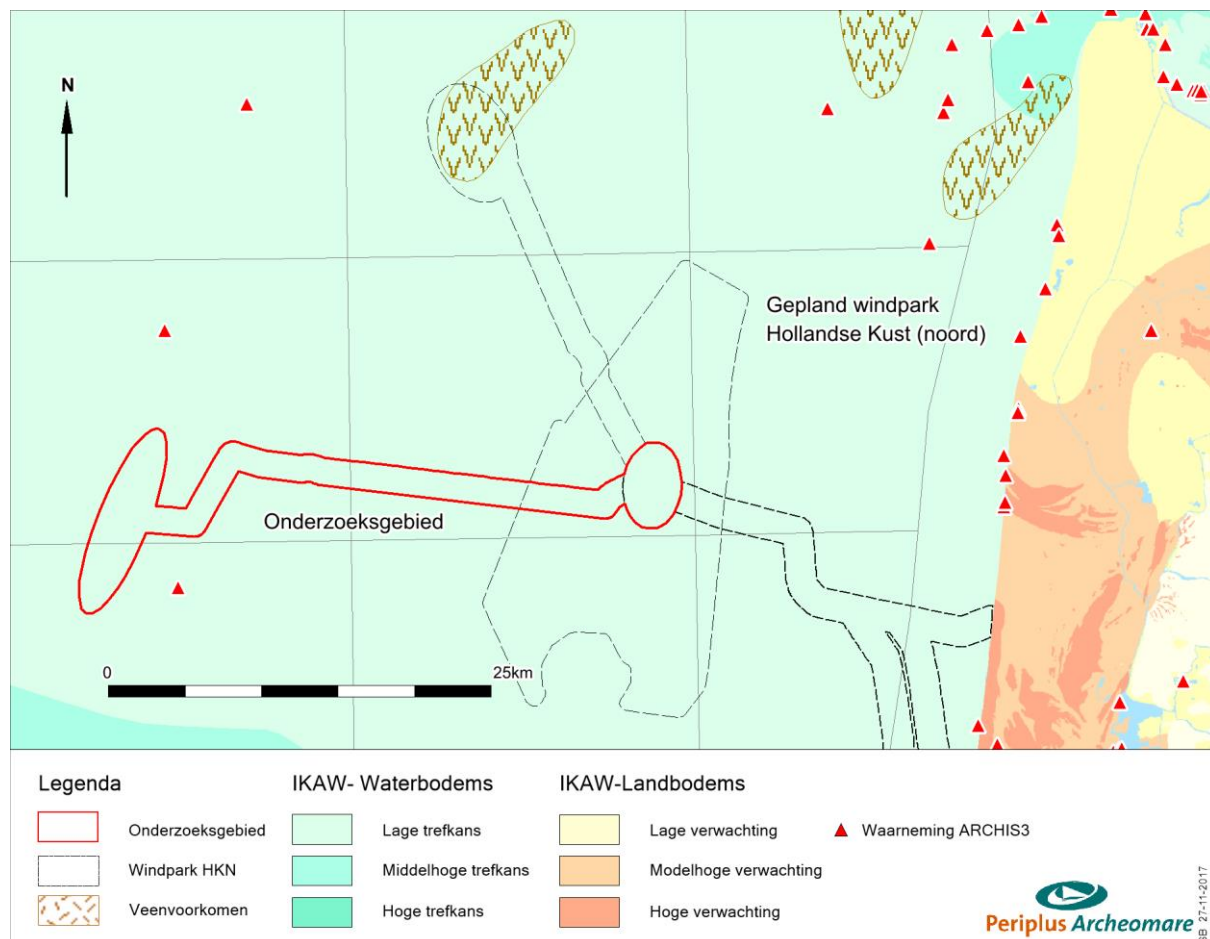 N
Gepland windpark
Hollandse Kust (noord)
Onderzoeksgebied
0 25km
Legenda
Onderzoeksgebied
Windpark HKN
Veenvoorkomen
IKAW- Waterbodems
Lage trefkans
Middelhoge trefkans
Hoge trefkans
IKAW-Landbodems
Lage verwachting
Modelhoge verwachting
Hoge verwachting
Waarneming ARCHIS3
Periplus Archeomare
SB 27-11-2017